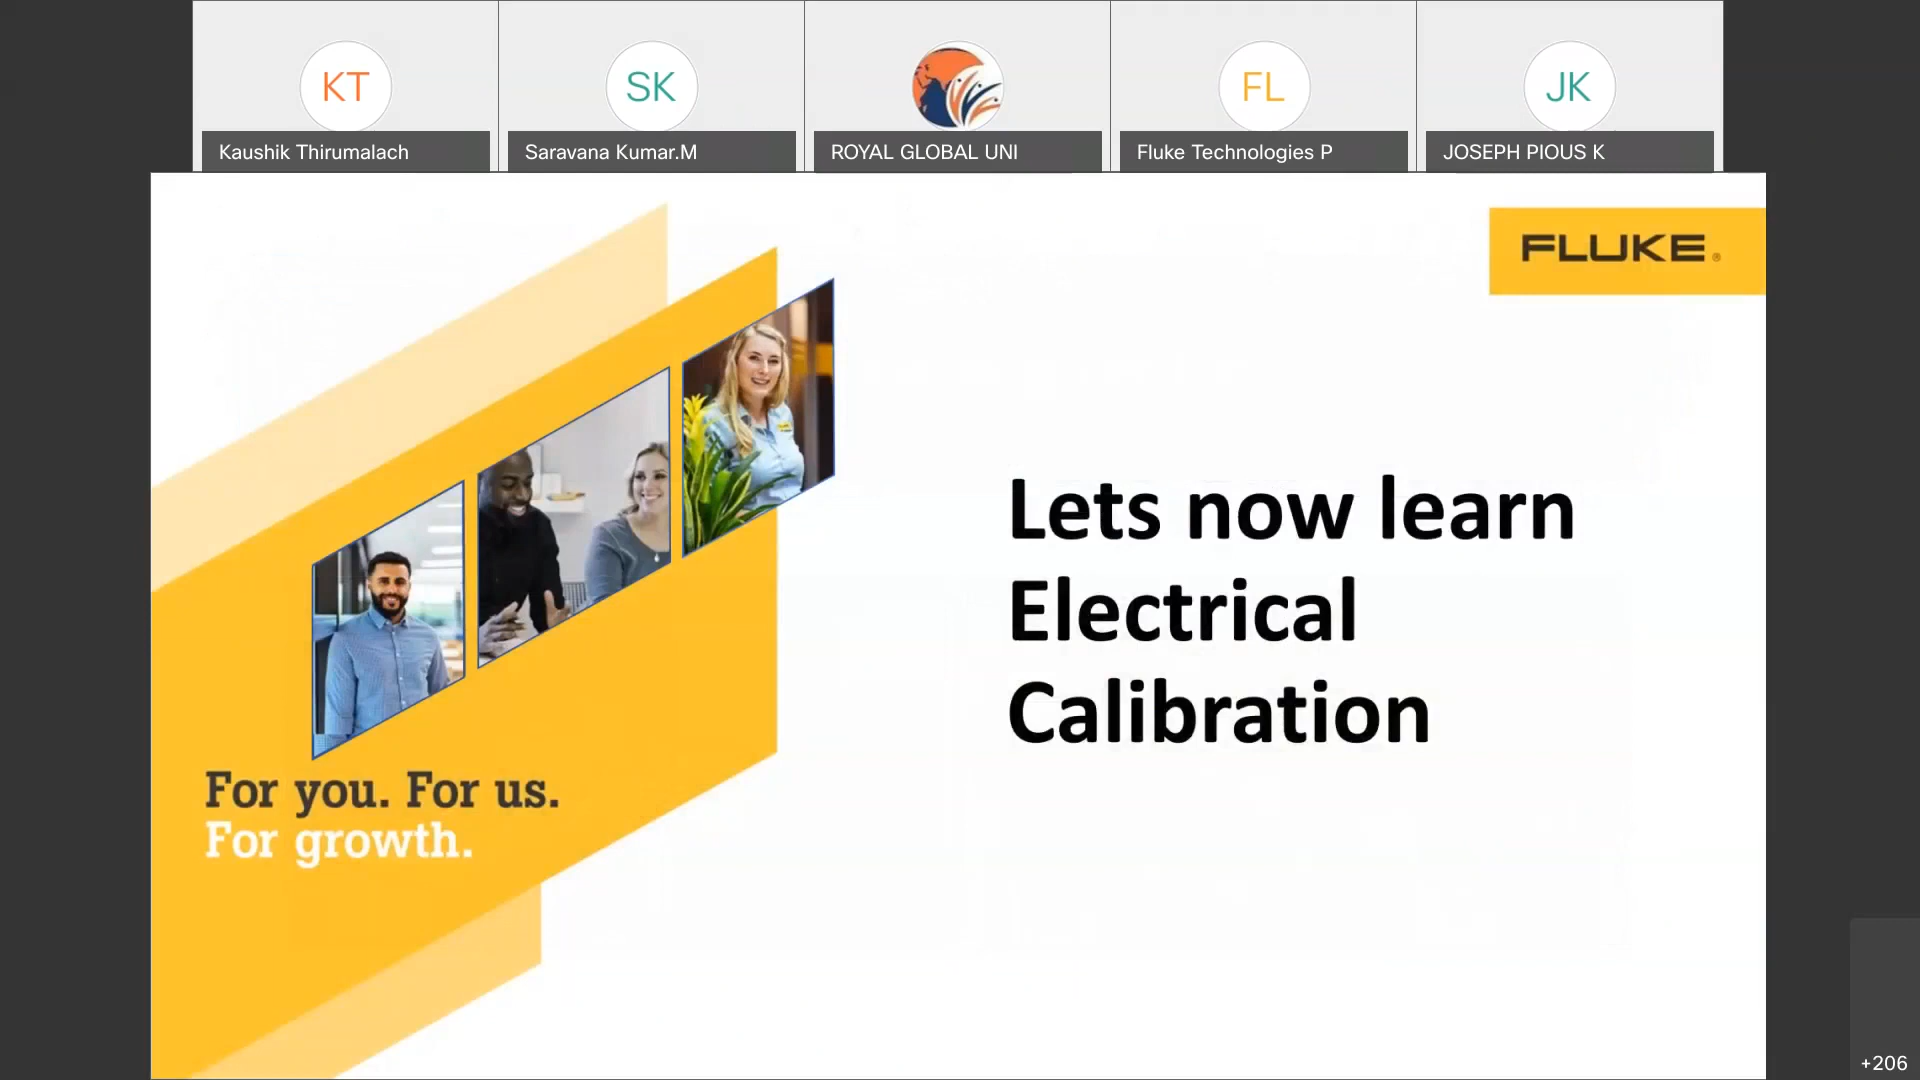 KT
SK
FL
JK
Kaushik Thirumalach
Saravana Kumar.M
ROYAL GLOBAL UNI
Fluke Technologies P
JOSEPH PIOUS K
FLUKE®
Lets now learn
Electrical
Calibration
For you. For us.
For growth.
+206